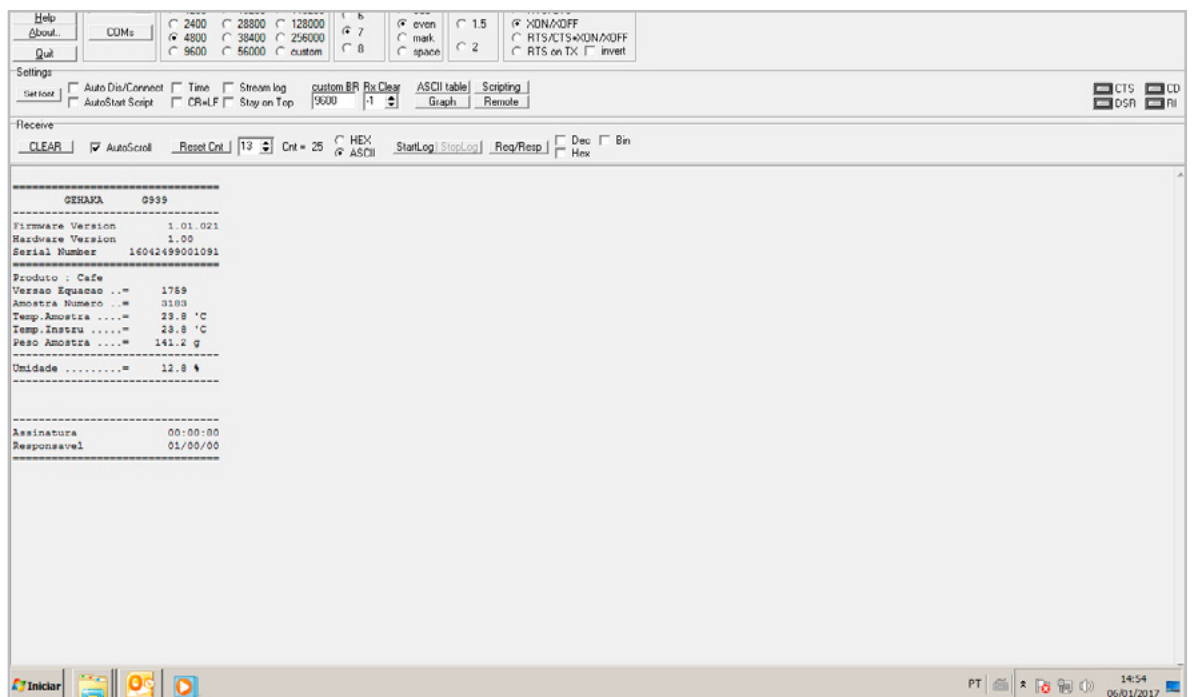 Help
About..
Quit
COMs
2400 28800 128000
4800 38400 256000
9600 56000 custom
7
8
even
mark
space
1.5
2
XON/XOFF
RTS/CTS+XON/XOFF
RTS on TX invert
Settings
Set font
Auto Dis/Connect Time Stream log custom BR Rx Clear ASCII table Scripting
AutoStart Script CR=LF Stay on Top 9600 -1 Graph Remote
CTS CD
DSR RI
Receive
CLEAR AutoScroll Reset Cnt 13 Cnt = 25 HEX ASCII StartLog StopLog Req/Resp Dec Bin Hex
==================================
GEHAKA G939
----------------------------------
Firmware Version 1.01.021
Hardware Version 1.00
Serial Number 16042499001091
==================================
Produto : Cafe
Versao Equacao ..= 1759
Amostra Numero ..= 3183
Temp.Amostra ....= 23.8 'C
Temp.Instru .....= 23.8 'C
Peso Amostra ....= 141.2 g
----------------------------------
Umidade .........= 12.8 %
----------------------------------
----------------------------------
Assinatura 00:00:00
Responsavel 01/00/00
==================================
Iniciar
PT
14:54
06/01/2017